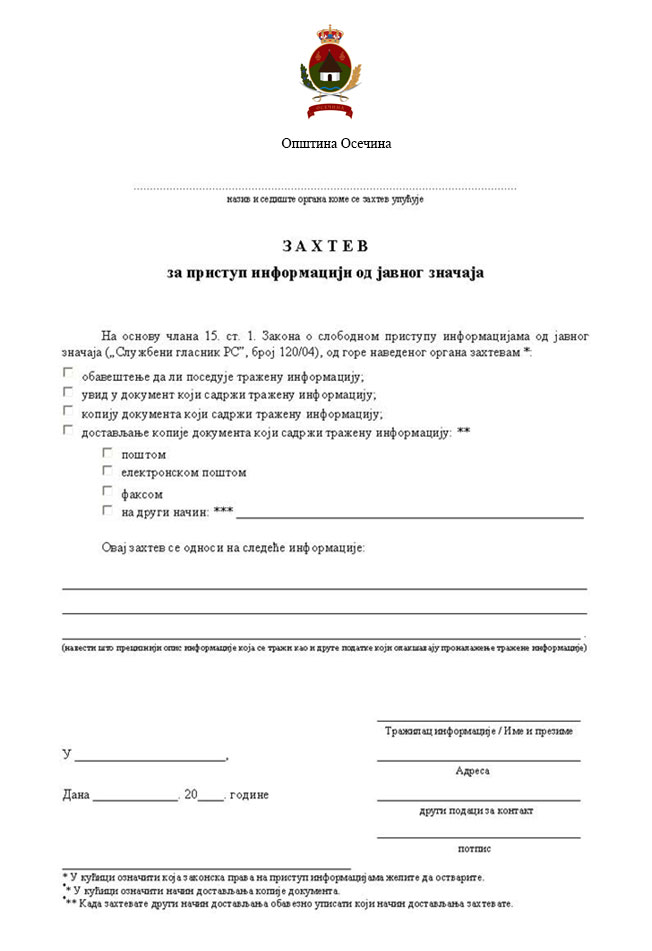 ОСЕЧИНА
Општина Осечина
назив и седиште органа коме се захтев упућује
З А Х Т Е В
за приступ информацији од јавног значаја
На основу члана 15. ст. 1. Закона о слободном приступу информацијама од јавног
значаја („Службени гласник РС”, број 120/04), од горе наведеног органа захтевам *:
обавештење да ли поседује тражену информацију;
увид у документ који садржи тражену информацију;
копију документа који садржи тражену информацију;
достављање копије документа који садржи тражену информацију: **
поштом
електронском поштом
факсом
на други начин: *** ____________________
Овај захтев се односи на следеће информације:
(навести што прецизнији опис информације која се тражи као и друге податке који олакшавају проналажење тражене информације)
Тражилац информације / Име и презиме
У ____________________,
Адреса
Дана ____________. 20____. године
други подаци за контакт
потпис
* У кућици означити која законска права на приступ информацијама желите да остварите.
** У кућици означити начин достављања копије документа.
*** Када захтевате други начин достављања обавезно уписати који начин достављања захтевате.